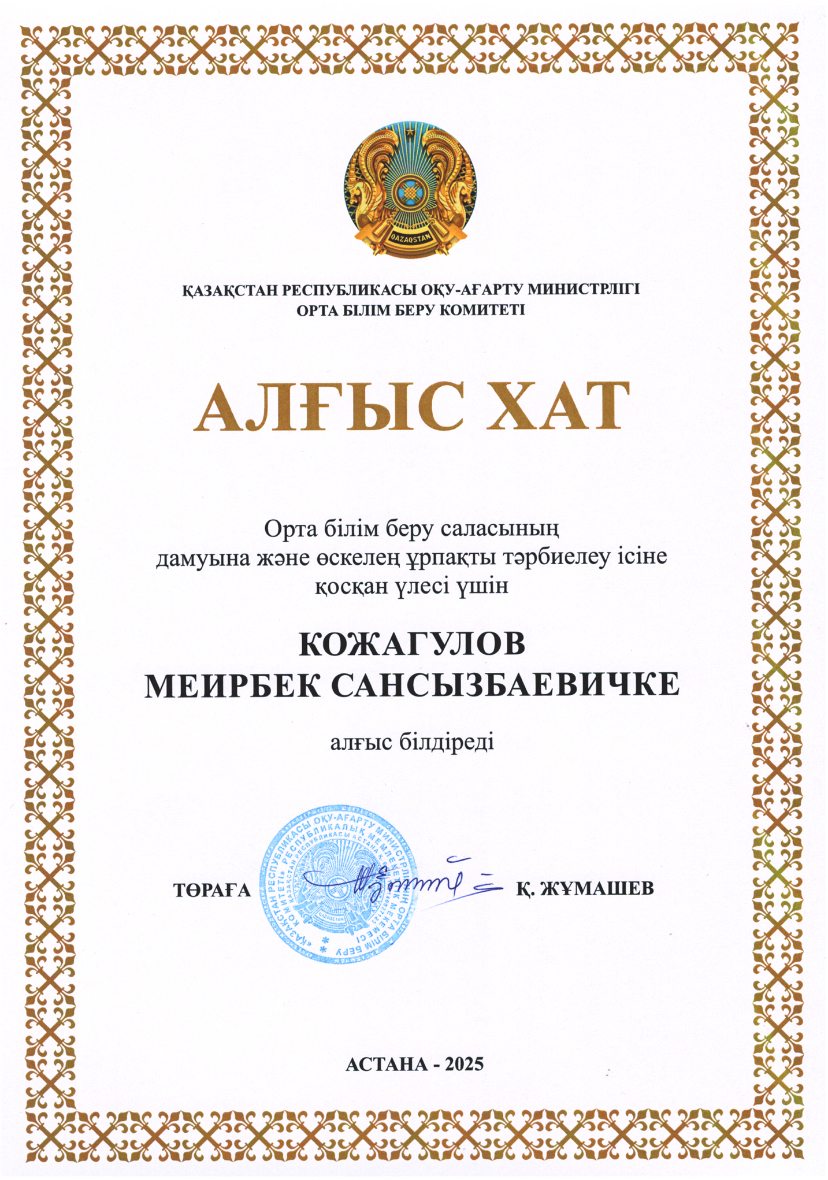 QAZAQSTAN
ҚАЗАҚСТАН РЕСПУБЛИКАСЫ ОҚУ-АҒАРТУ МИНИСТРЛІГІ
ОРТА БІЛІМ БЕРУ КОМИТЕТІ
АЛҒЫС ХАТ
Орта білім беру саласының
дамуына және өскелең ұрпақты тәрбиелеу ісіне
қосқан үлесі үшін
КОЖАГУЛОВ
МЕИРБЕК САНСЫЗБАЕВИЧКЕ
алғыс білдіреді
ТӨРАҒА
Қ. ЖҰМАШЕВ
АСТАНА - 2025